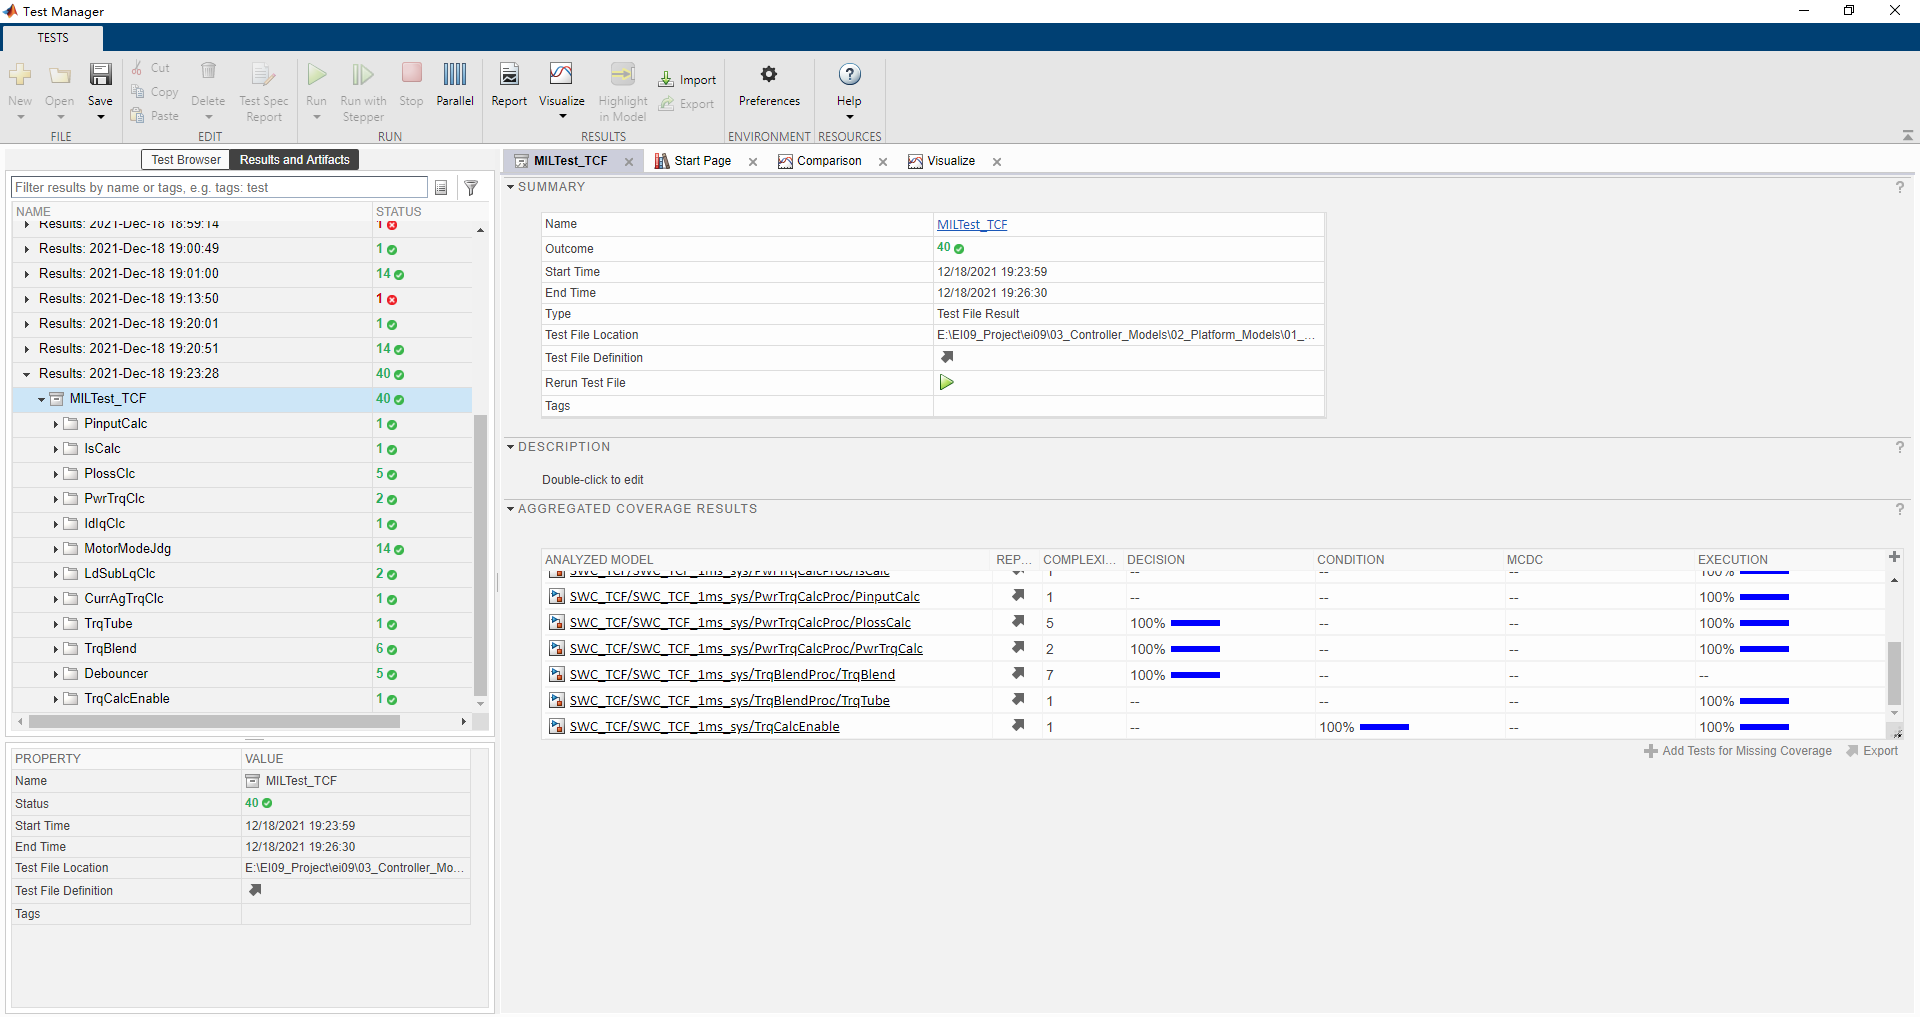 Test Manager
TESTS
New
Open
Save
FILE
Cut
Copy
Paste
Delete
Test Spec Report
EDIT
Run
Run with Stepper
Stop
Parallel
RUN
Report
Visualize
Highlight in Model
Import
Export
RESULTS
Preferences
ENVIRONMENT
Help
RESOURCES
Test Browser
Results and Artifacts
Filter results by name or tags, e.g. tags: test
NAME STATUS
Results: 2021-Dec-18 18:59:14 1
Results: 2021-Dec-18 19:00:49 1
Results: 2021-Dec-18 19:01:00 14
Results: 2021-Dec-18 19:13:50 1
Results: 2021-Dec-18 19:20:01 1
Results: 2021-Dec-18 19:20:51 14
Results: 2021-Dec-18 19:23:28 40
MILTest_TCF 40
PinputCalc 1
IsCalc 1
PlossClc 5
PwrTrqClc 2
IdIqClc 1
MotorModeJdg 14
LdSubLqClc 2
CurrAgTrqClc 1
TrqTube 1
TrqBlend 6
Debouncer 5
TrqCalcEnable 1
PROPERTY VALUE
Name MILTest_TCF
Status 40
Start Time 12/18/2021 19:23:59
End Time 12/18/2021 19:26:30
Test File Location E:\EI09_Project\ei09\03_Controller_Mo...
Test File Definition
Tags
MILTest_TCF
Start Page
Comparison
Visualize
SUMMARY ?
Name MILTest_TCF
Outcome 40
Start Time 12/18/2021 19:23:59
End Time 12/18/2021 19:26:30
Type Test File Result
Test File Location E:\EI09_Project\ei09\03_Controller_Models\02_Platform_Models\01_...
Test File Definition
Rerun Test File
Tags
DESCRIPTION ?
Double-click to edit
AGGREGATED COVERAGE RESULTS ?
ANALYZED MODEL REP... COMPLEXI... DECISION CONDITION MCDC EXECUTION
SWC_TCF/SWC_TCF_1ms_sys/PwrTrqCalcProc/IsCalc 1 -- -- -- 100%
SWC_TCF/SWC_TCF_1ms_sys/PwrTrqCalcProc/PinputCalc 1 -- -- -- 100%
SWC_TCF/SWC_TCF_1ms_sys/PwrTrqCalcProc/PlossCalc 5 100% -- -- 100%
SWC_TCF/SWC_TCF_1ms_sys/PwrTrqCalcProc/PwrTrqCalc 2 100% -- -- 100%
SWC_TCF/SWC_TCF_1ms_sys/TrqBlendProc/TrqBlend 7 100% -- -- --
SWC_TCF/SWC_TCF_1ms_sys/TrqBlendProc/TrqTube 1 -- -- -- 100%
SWC_TCF/SWC_TCF_1ms_sys/TrqCalcEnable 1 -- 100% -- 100%
Add Tests for Missing Coverage
Export